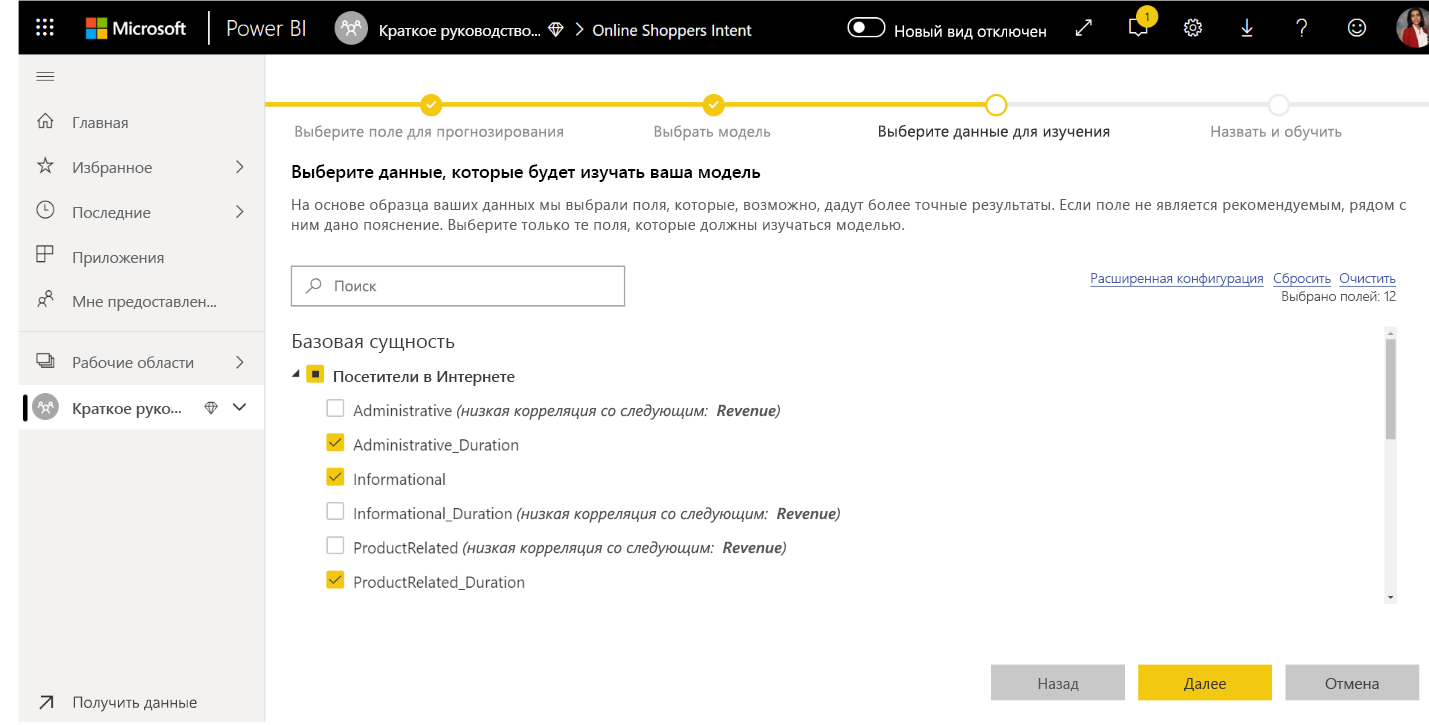 Microsoft
Power BI
Краткое руководство... > Online Shoppers Intent
Новый вид отключен
1
?
Главная
Избранное
Последние
Приложения
Мне предоставлен...
Рабочие области
Краткое руко...
Получить данные
Выберите поле для прогнозирования
Выбрать модель
Выберите данные для изучения
Назвать и обучить
Выберите данные, которые будет изучать ваша модель
На основе образца ваших данных мы выбрали поля, которые, возможно, дадут более точные результаты. Если поле не является рекомендуемым, рядом с
ним дано пояснение. Выберите только те поля, которые должны изучаться моделью.
Поиск
Расширенная конфигурация Сбросить Очистить
Выбрано полей: 12
Базовая сущность
Посетители в Интернете
Administrative (низкая корреляция со следующим: Revenue)
Administrative_Duration
Informational
Informational_Duration (низкая корреляция со следующим: Revenue)
ProductRelated (низкая корреляция со следующим: Revenue)
ProductRelated_Duration
Назад
Далее
Отмена